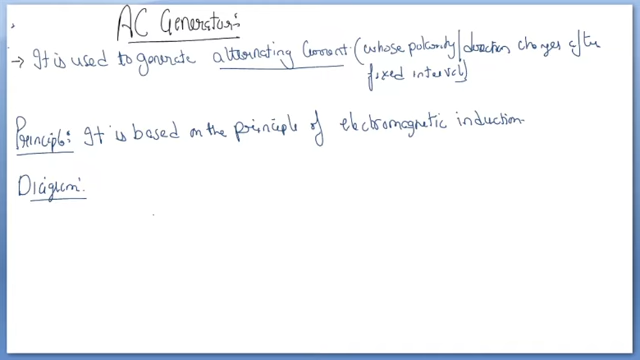 AC Generator:
→ It is used to generate alternating current (whose polarity/direction changes after
fixed interval)
Principle: It is based on the principle of electromagnetic induction
Diagram: